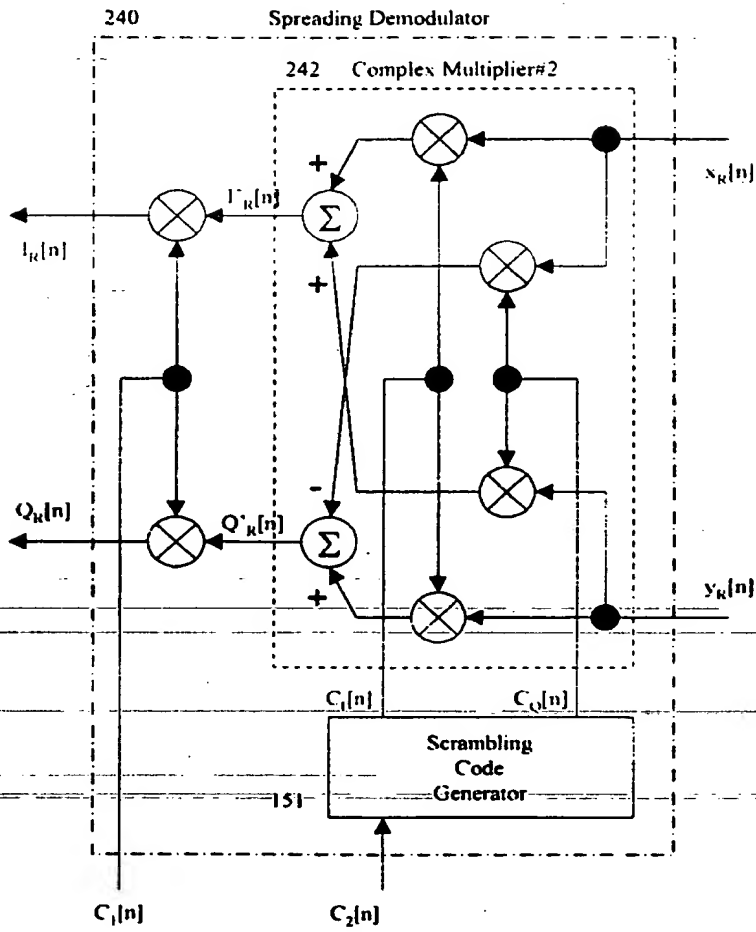 240 Spreading Demodulator
242 Complex Multiplier#2
x_R[n]
+
I'_R[n]
Σ
I_R[n]
+
-
Q_R[n]
Q'_R[n]
Σ
y_R[n]
+
C_I[n] C_Q[n]
Scrambling
Code
Generator
151
C_1[n] C_2[n]